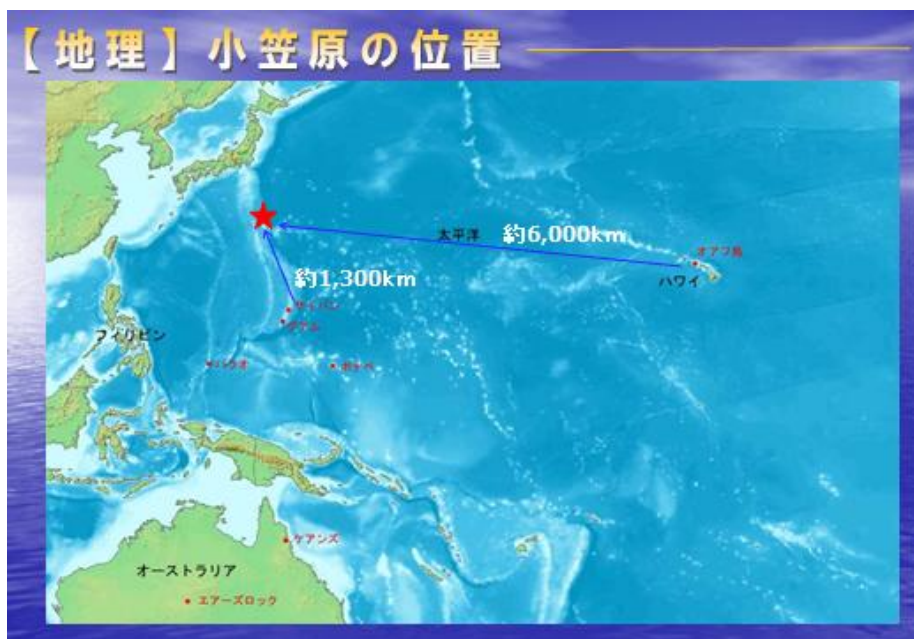 【地理】小笠原の位置
太平洋
約6,000km
オアフ島
ハワイ
約1,300km
サイパン
グアム
フィリピン
パラオ
ポナペ
ケアンズ
オーストラリア
エアーズロック